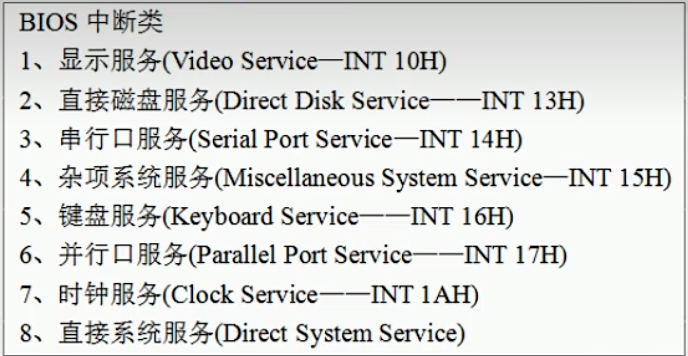 BIOS 中断类
1、显示服务(Video Service—INT 10H)
2、直接磁盘服务(Direct Disk Service——INT 13H)
3、串行口服务(Serial Port Service—INT 14H)
4、杂项系统服务(Miscellaneous System Service—INT 15H)
5、键盘服务(Keyboard Service——INT 16H)
6、并行口服务(Parallel Port Service——INT 17H)
7、时钟服务(Clock Service——INT 1AH)
8、直接系统服务(Direct System Service)